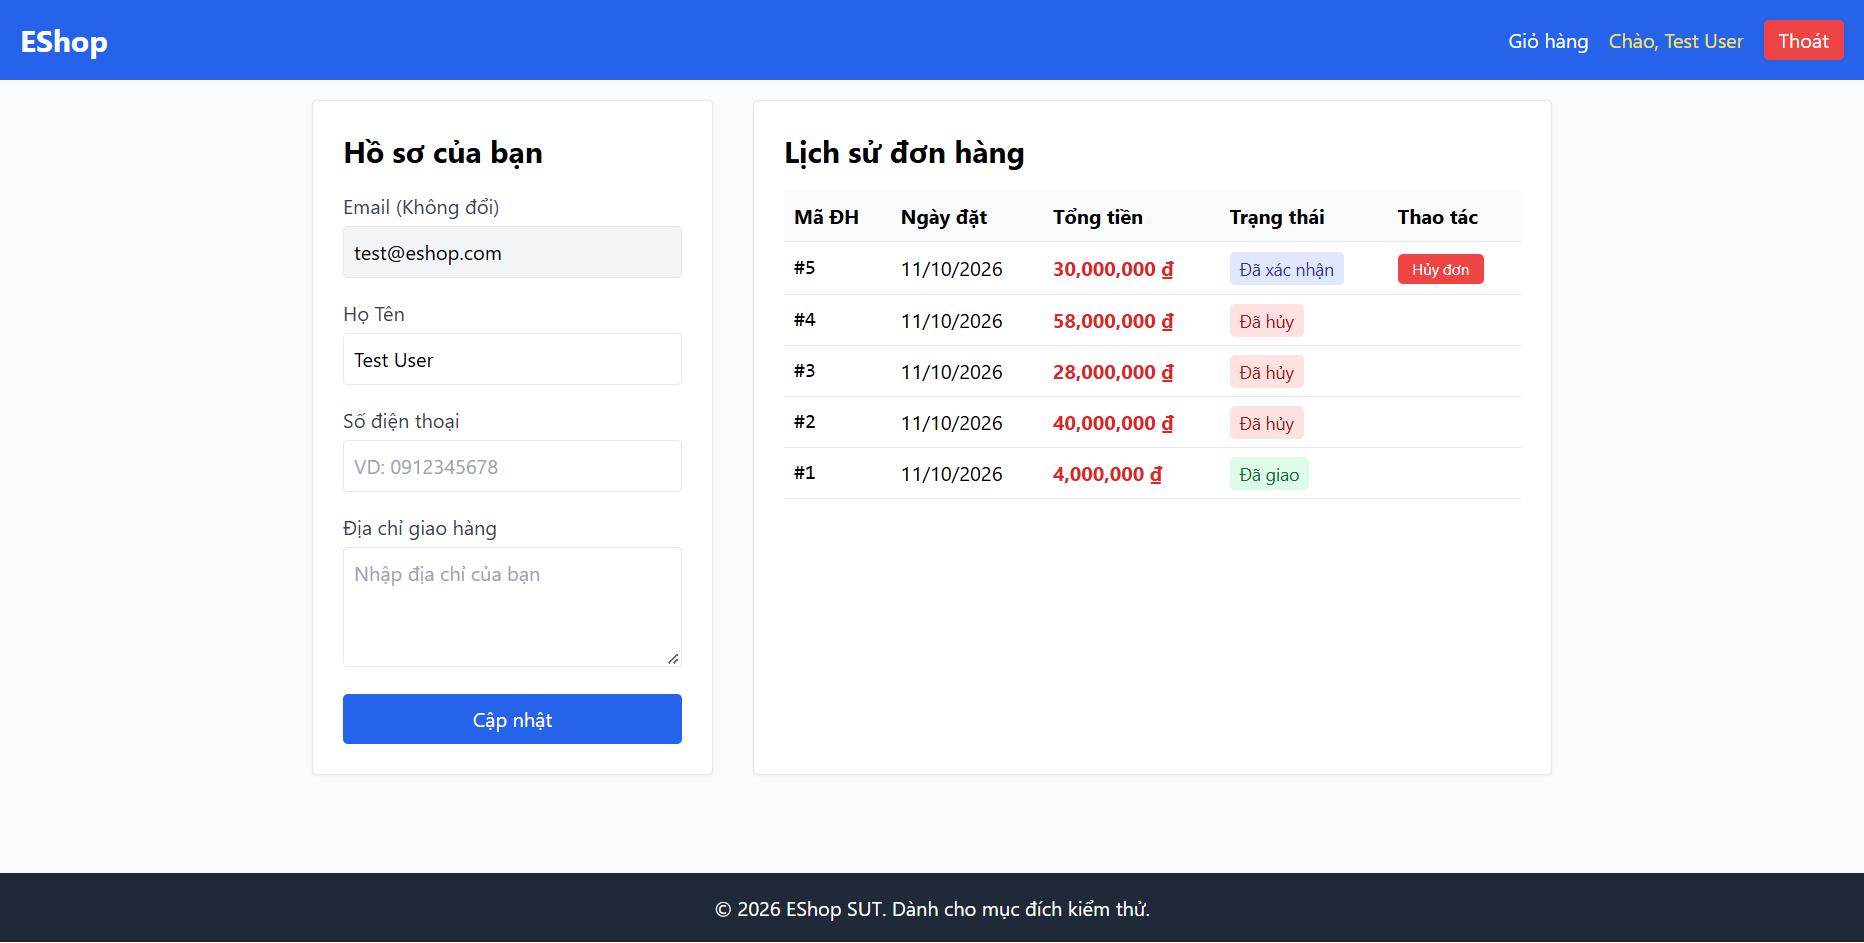 EShop
Giỏ hàng Chào, Test User Thoát
Hồ sơ của bạn
Email (Không đổi)
test@eshop.com
Họ Tên
Test User
Số điện thoại
VD: 0912345678
Địa chỉ giao hàng
Nhập địa chỉ của bạn
Cập nhật
Lịch sử đơn hàng
Mã ĐH Ngày đặt Tổng tiền Trạng thái Thao tác
#5 11/10/2026 30,000,000 ₫ Đã xác nhận Hủy đơn
#4 11/10/2026 58,000,000 ₫ Đã hủy
#3 11/10/2026 28,000,000 ₫ Đã hủy
#2 11/10/2026 40,000,000 ₫ Đã hủy
#1 11/10/2026 4,000,000 ₫ Đã giao
© 2026 EShop SUT. Dành cho mục đích kiểm thử.